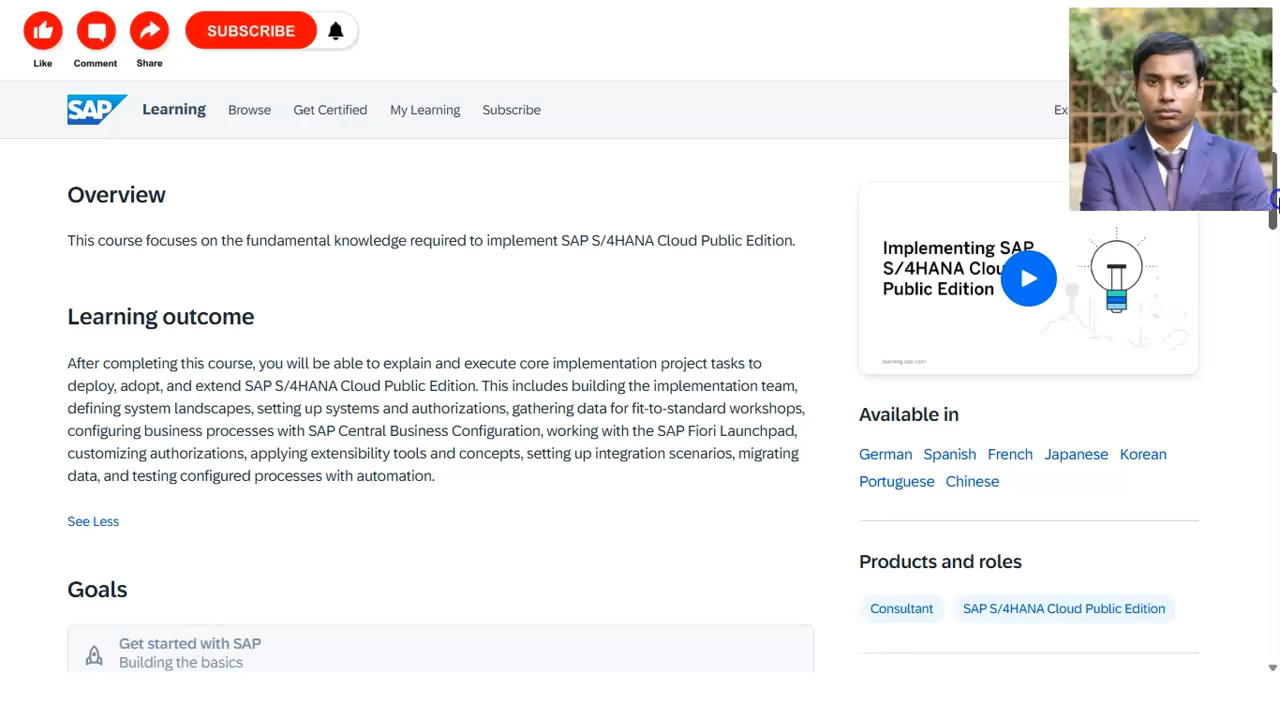 SUBSCRIBE
Like Comment Share
SAP Learning Browse Get Certified My Learning Subscribe Ex
Overview
This course focuses on the fundamental knowledge required to implement SAP S/4HANA Cloud Public Edition.
Learning outcome
After completing this course, you will be able to explain and execute core implementation project tasks to
deploy, adopt, and extend SAP S/4HANA Cloud Public Edition. This includes building the implementation team,
defining system landscapes, setting up systems and authorizations, gathering data for fit-to-standard workshops,
configuring business processes with SAP Central Business Configuration, working with the SAP Fiori Launchpad,
customizing authorizations, applying extensibility tools and concepts, setting up integration scenarios, migrating
data, and testing configured processes with automation.
See Less
Goals
Get started with SAP
Building the basics
Implementing SAP
S/4HANA Clou
Public Edition
learning.sap.com
Available in
German Spanish French Japanese Korean
Portuguese Chinese
Products and roles
Consultant SAP S/4HANA Cloud Public Edition